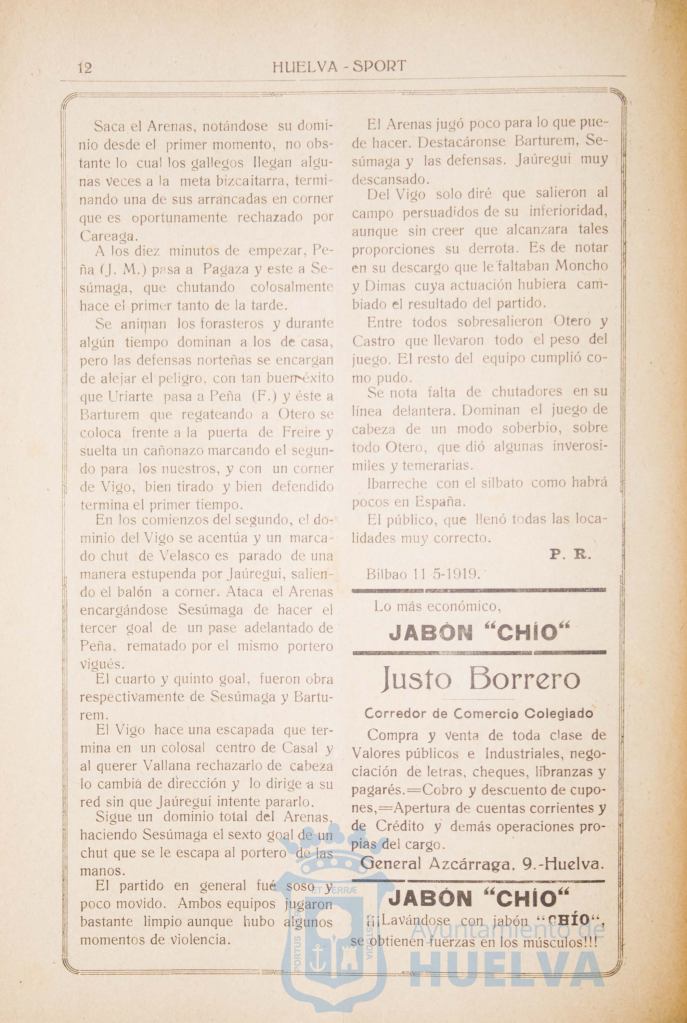 12
HUELVA - SPORT
Saca el Arenas, notándose su domi-
nio desde el primer momento, no obs-
tante lo cual los gallegos llegan algu-
nas veces a la meta bizcaitarra, termi-
nando una de sus arrancadas en corner
que es oportunamente rechazado por
Careaga.
A los diez minutos de empezar, Pe-
ña (J. M.) pasa a Pagaza y este a Se-
súmaga, que chutando colosalmente
hace el primer tanto de la tarde.
Se animan los forasteros y durante
algún tiempo dominan a los de casa,
pero las defensas norteñas se encargan
de alejar el peligro, con tan buen éxito
que Uriarte pasa a Peña (F.) y éste a
Barturem que regateando a Otero se
coloca frente a la puerta de Freire y
suelta un cañonazo marcando el segun-
do para los nuestros, y con un corner
de Vigo, bien tirado y bien defendido
termina el primer tiempo.
En los comienzos del segundo, el do-
minio del Vigo se acentúa y un marca-
do chut de Velasco es parado de una
manera estupenda por Jaúregui, salien-
do el balón a corner. Ataca el Arenas
encargándose Sesúmaga de hacer el
tercer goal de un pase adelantado de
Peña, rematado por el mismo portero
vigués.
El cuarto y quinto goal, fueron obra
respectivamente de Sesúmaga y Bartu-
rem.
El Vigo hace una escapada que ter-
mina en un colosal centro de Casal y
al querer Vallana rechazarlo de cabeza
lo cambia de dirección y lo dirige a su
red sin que Jaúregui intente pararlo.
Sigue un dominio total del Arenas,
haciendo Sesúmaga el sexto goal de un
chut que se le escapa al portero de las
manos.
El partido en general fué soso y
poco movido. Ambos equipos jugaron
bastante limpio aunque hubo algunos
momentos de violencia.
El Arenas jugó poco para lo que pue-
de hacer. Destacáronse Barturem, Se-
súmaga y las defensas. Jaúregui muy
descansado.
Del Vigo solo diré que salieron al
campo persuadidos de su inferioridad,
aunque sin creer que alcanzara tales
proporciones su derrota. Es de notar
en su descargo que le faltaban Moncho
y Dimas cuya actuación hubiera cam-
biado el resultado del partido.
Entre todos sobresalieron Otero y
Castro que llevaron todo el peso del
juego. El resto del equipo cumplió co-
mo pudo.
Se nota falta de chutadores en su
línea delantera. Dominan el juego de
cabeza de un modo soberbio, sobre
todo Otero, que dió algunas inverosi-
miles y temerarias.
Ibarreche con el silbato como habrá
pocos en España.
El público, que llenó todas las loca-
lidades muy correcto.
P. R.
Bilbao 11 5-1919.
Lo más económico,
JABÓN "CHÍO"
Justo Borrero
Corredor de Comercio Colegiado
Compra y venta de toda clase de
Valores públicos e Industriales, nego-
ciación de letras, cheques, libranzas y
pagarés.=Cobro y descuento de cupo-
nes,=Apertura de cuentas corrientes y
de Crédito y demás operaciones pro-
pias del cargo.
General Azcárraga, 9.-Huelva.
JABÓN "CHÍO"
¡¡¡Lavándose con jabón "CHÍO",
se obtienen fuerzas en los músculos!!!
Ayuntamiento de
HUELVA
PORTUS
ET TERRAE
CUSTODIA